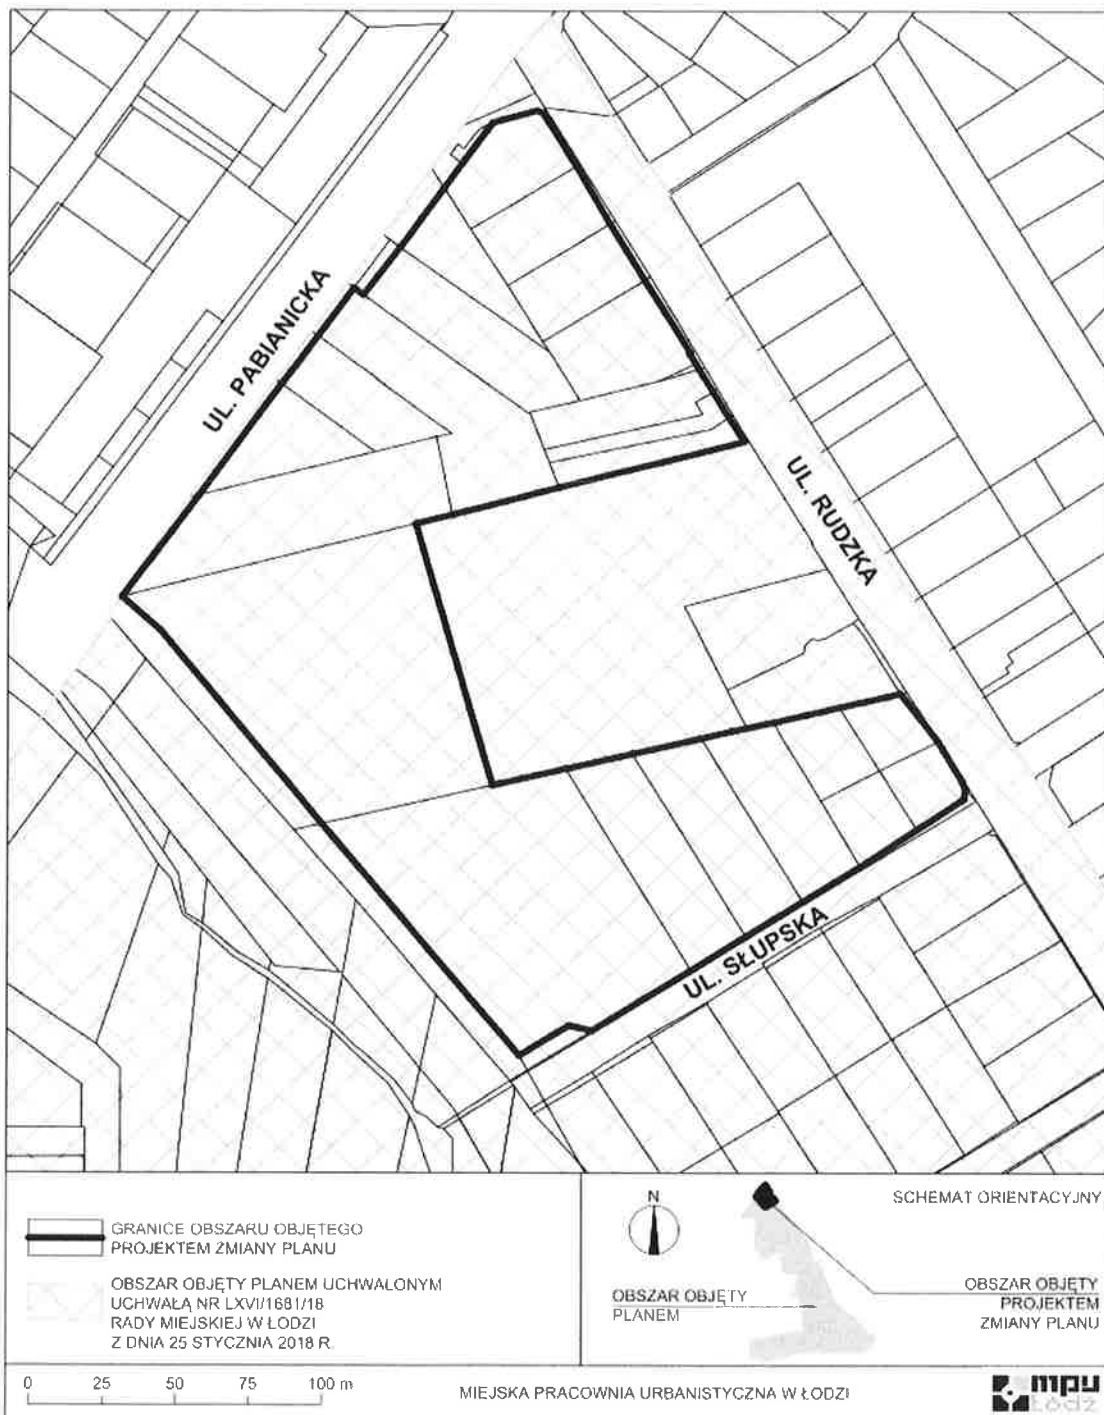 UL. PABIANICKA
UL. RUDZKA
UL. SŁUPSKA
GRANICE OBSZARU OBJĘTEGO
PROJEKTEM ZMIANY PLANU
OBSZAR OBJĘTY PLANEM UCHWALONYM
UCHWAŁĄ NR LXVI/1681/18
RADY MIEJSKIEJ W ŁODZI
Z DNIA 25 STYCZNIA 2018 R.
N
SCHEMAT ORIENTACYJNY
OBSZAR OBJĘTY
PLANEM
OBSZAR OBJĘTY
PROJEKTEM
ZMIANY PLANU
0 25 50 75 100 m
MIEJSKA PRACOWNIA URBANISTYCZNA W ŁODZI
mpu
Łódź